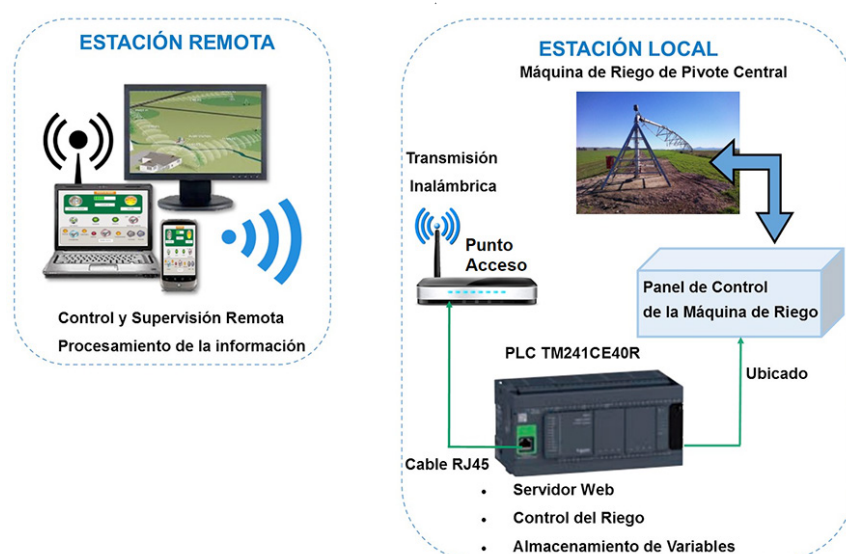 ESTACIÓN REMOTA
Control y Supervisión Remota
Procesamiento de la información
ESTACIÓN LOCAL
Máquina de Riego de Pivote Central
Transmisión
Inalámbrica
Punto
Acceso
Panel de Control
de la Máquina de Riego
PLC TM241CE40R
Ubicado
Cable RJ45
• Servidor Web
• Control del Riego
• Almacenamiento de Variables